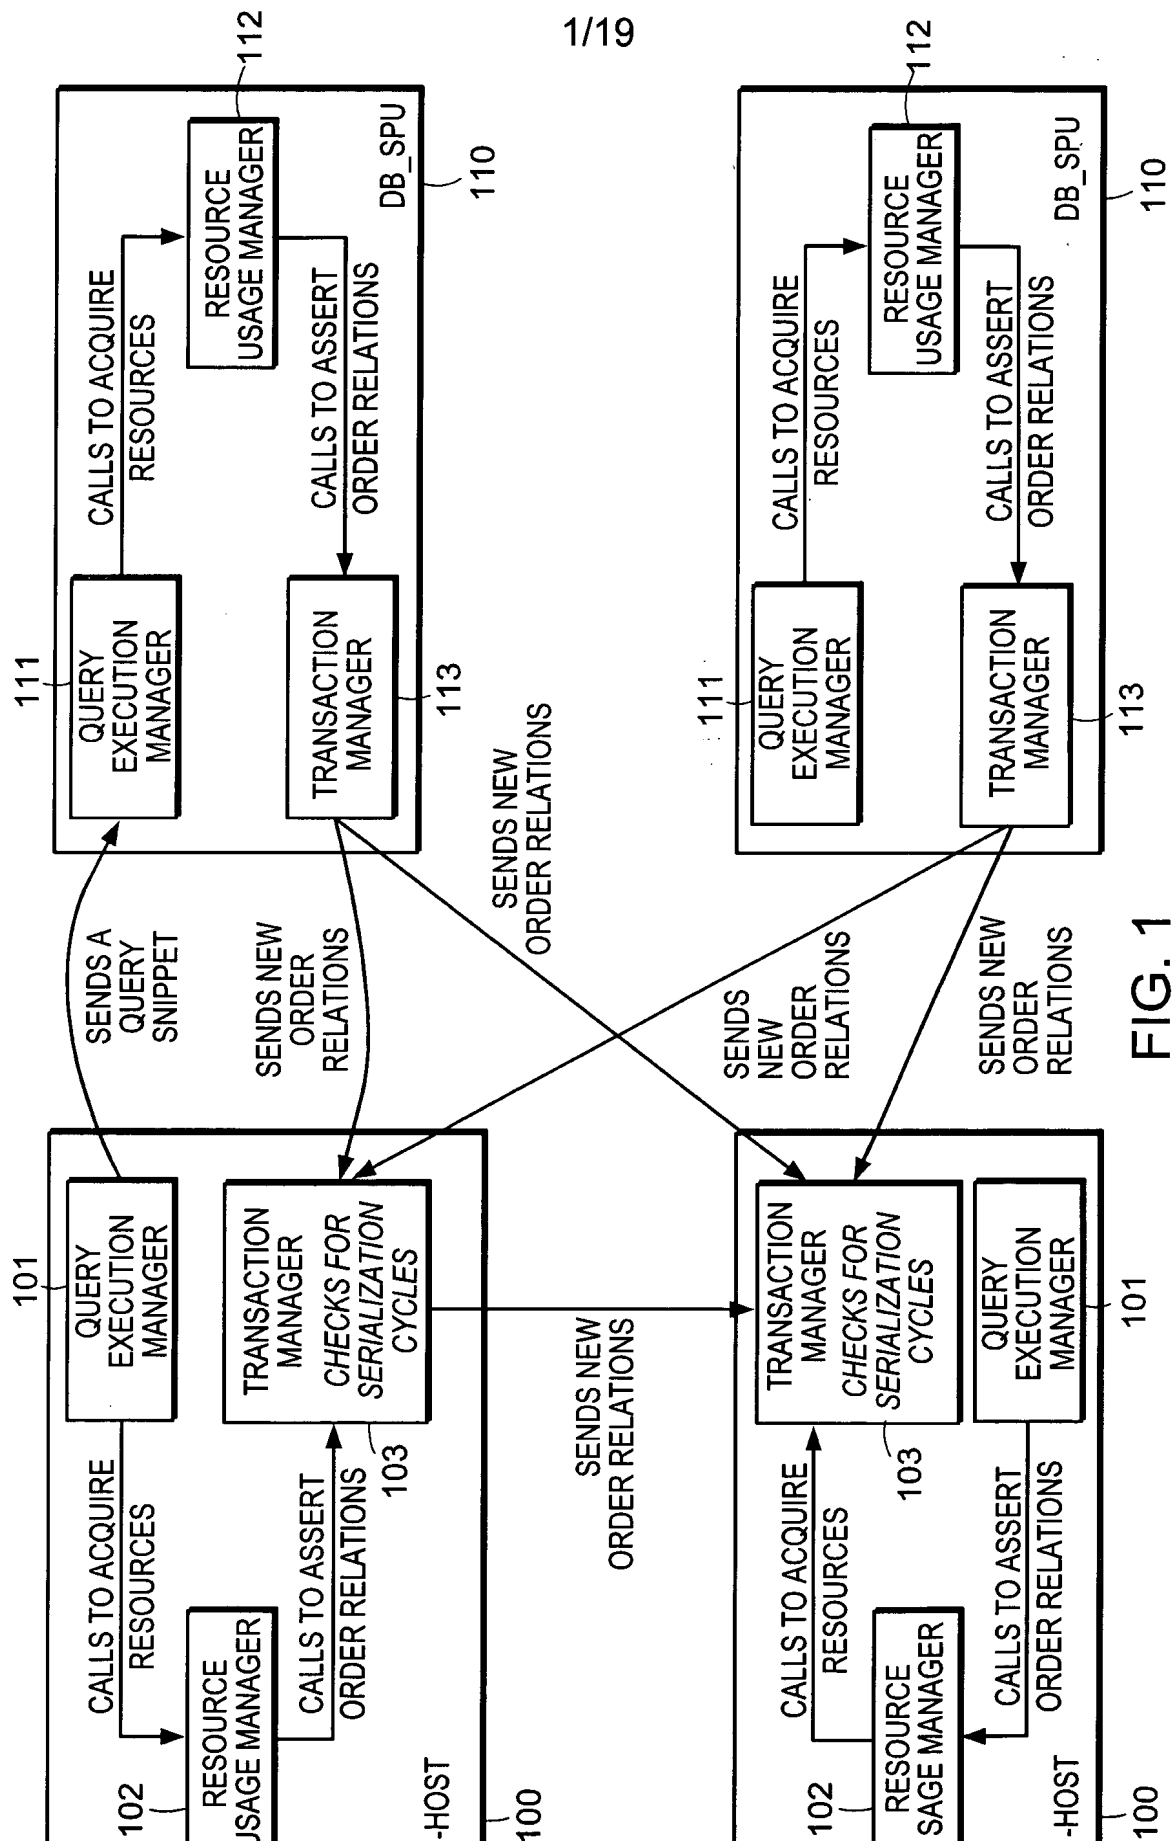 1/19
101
QUERY
EXECUTION
MANAGER
CALLS TO ACQUIRE
RESOURCES
102
RESOURCE
USAGE MANAGER
CALLS TO ASSERT
ORDER RELATIONS
TRANSACTION
MANAGER
CHECKS FOR
SERIALIZATION
CYCLES
103
-HOST
100
SENDS A
QUERY
SNIPPET
SENDS NEW
ORDER
RELATIONS
111
QUERY
EXECUTION
MANAGER
CALLS TO ACQUIRE
RESOURCES
112
RESOURCE
USAGE MANAGER
CALLS TO ASSERT
ORDER RELATIONS
TRANSACTION
MANAGER
113
DB_SPU
110
SENDS NEW
ORDER RELATIONS
SENDS NEW
ORDER RELATIONS
SENDS
NEW
ORDER
RELATIONS
SENDS NEW
ORDER
RELATIONS
TRANSACTION
MANAGER
CHECKS FOR
SERIALIZATION
CYCLES
103
CALLS TO ACQUIRE
RESOURCES
102
RESOURCE
SAGE MANAGER
CALLS TO ASSERT
ORDER RELATIONS
QUERY
EXECUTION
MANAGER
101
-HOST
100
111
QUERY
EXECUTION
MANAGER
CALLS TO ACQUIRE
RESOURCES
112
RESOURCE
USAGE MANAGER
CALLS TO ASSERT
ORDER RELATIONS
TRANSACTION
MANAGER
113
DB_SPU
110
FIG. 1